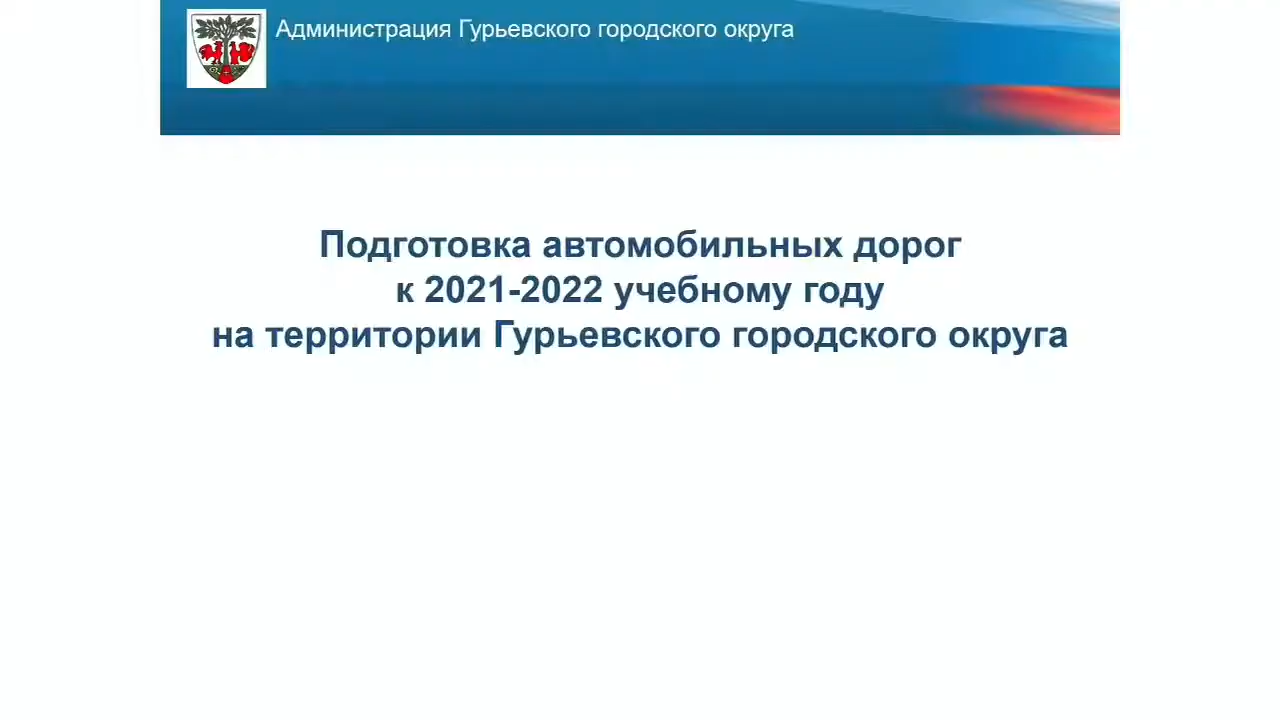 Администрация Гурьевского городского округа
Подготовка автомобильных дорог
к 2021-2022 учебному году
на территории Гурьевского городского округа